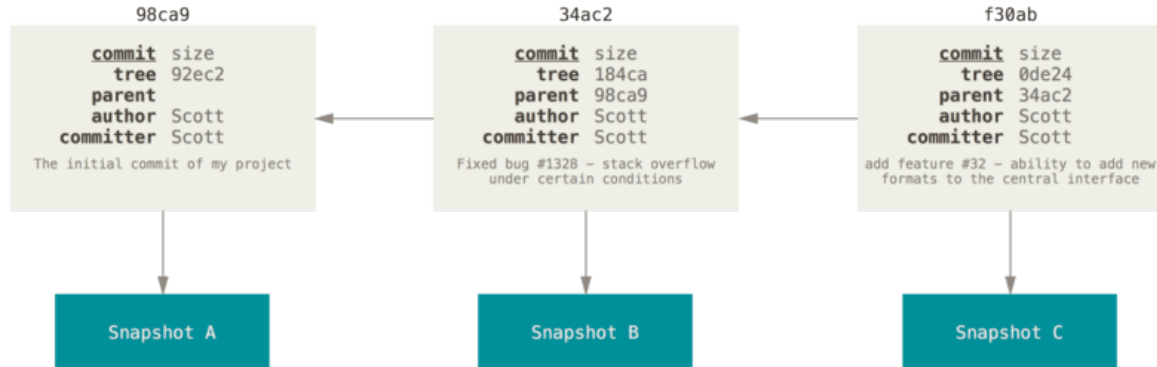 98ca9
commit size
tree 92ec2
parent
author Scott
committer Scott
The initial commit of my project
Snapshot A
34ac2
commit size
tree 184ca
parent 98ca9
author Scott
committer Scott
Fixed bug #1328 – stack overflow
under certain conditions
Snapshot B
f30ab
commit size
tree 0de24
parent 34ac2
author Scott
committer Scott
add feature #32 – ability to add new
formats to the central interface
Snapshot C